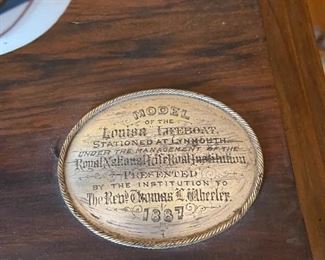 MODEL
OF THE
Louisa LIFEBOAT
STATIONED AT LYNMOUTH
UNDER THE MANAGEMENT OF THE
Royal National Life Boat Institution
PRESENTED
BY THE INSTITUTION TO
The Revd. Thomas L. Wheeler
1887